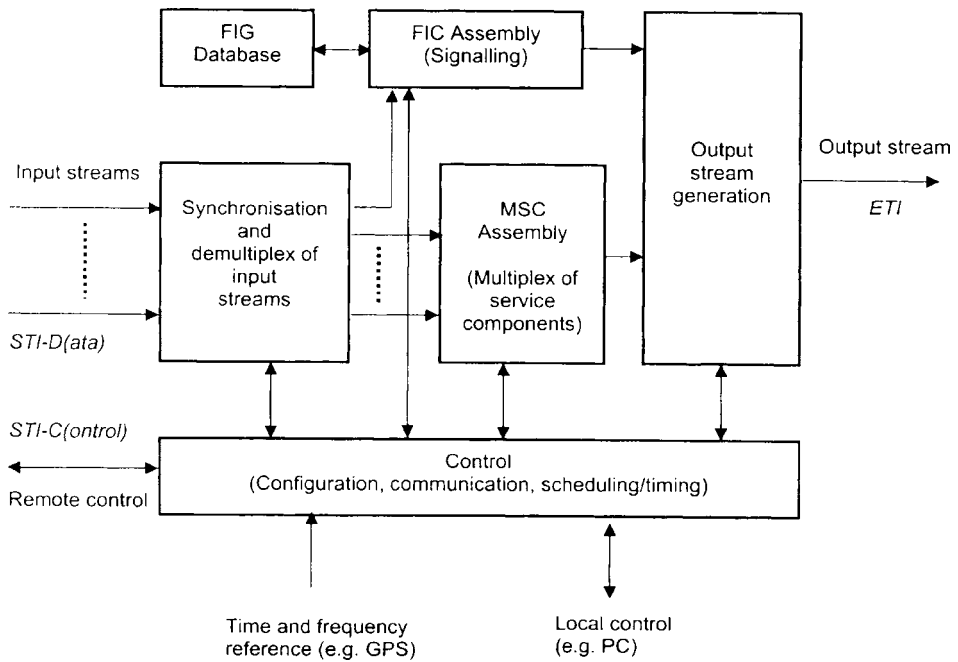 FIG
Database
FIC Assembly
(Signalling)
Output
stream
generation
Output stream
ETI
Input streams
Synchronisation
and
demultiplex of
input
streams
MSC
Assembly
(Multiplex of
service
components)
STI-D(ata)
STI-C(ontrol)
Remote control
Control
(Configuration, communication, scheduling/timing)
Time and frequency
reference (e.g. GPS)
Local control
(e.g. PC)